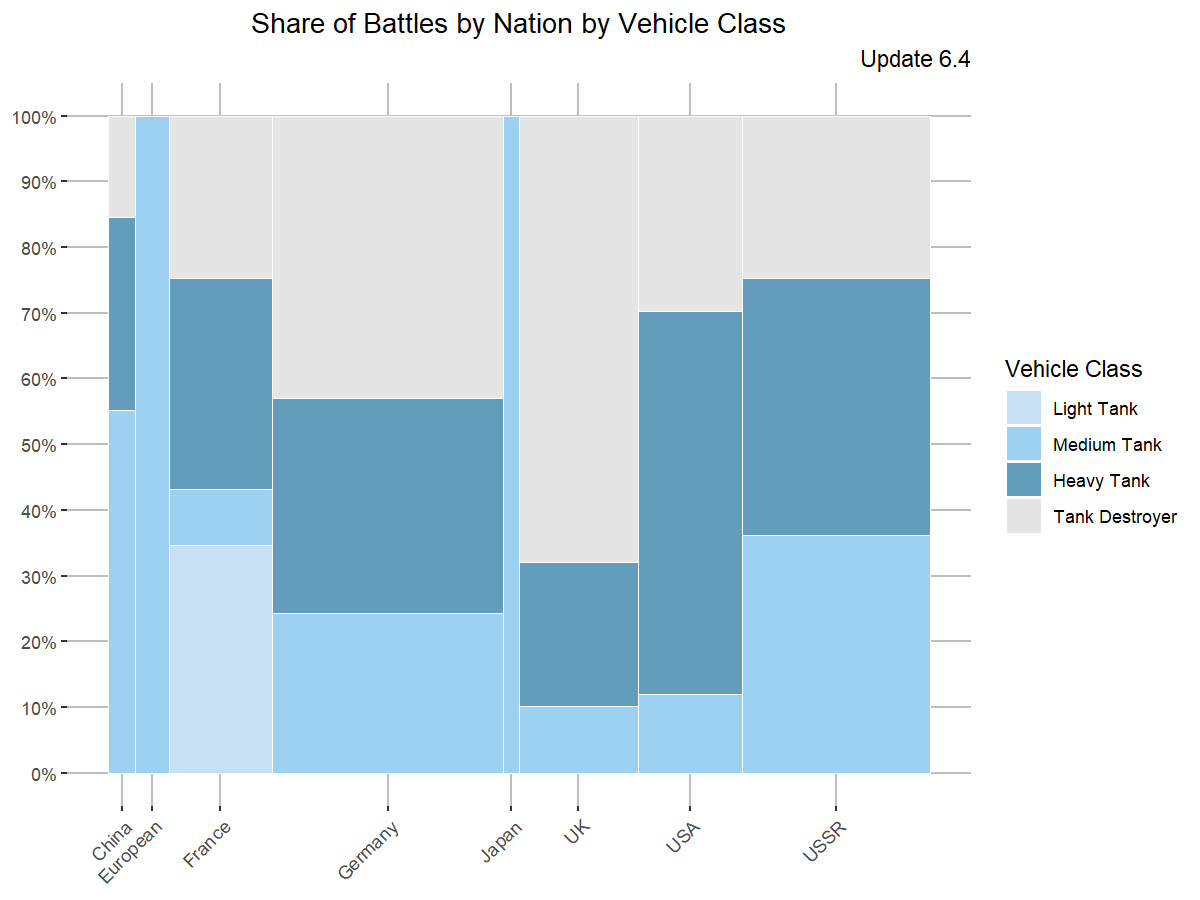 Share of Battles by Nation by Vehicle Class
Update 6.4
100%
90%
80%
70%
60%
50%
40%
30%
20%
10%
0%
China
European
France
Germany
Japan
UK
USA
USSR
Vehicle Class
Light Tank
Medium Tank
Heavy Tank
Tank Destroyer